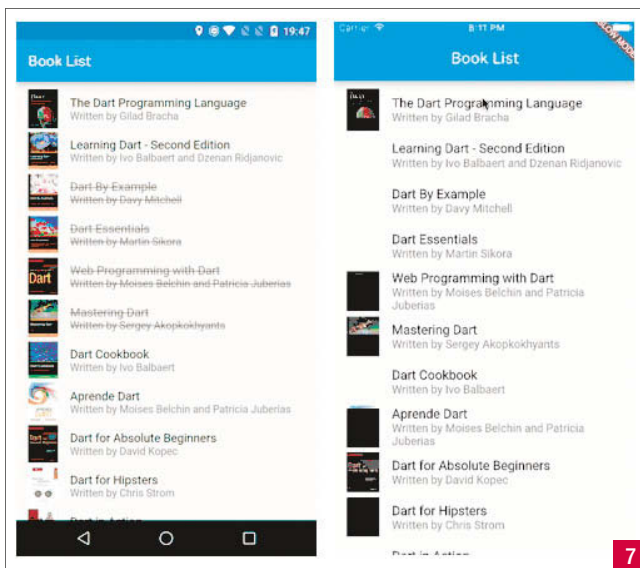 19:47
Book List
The Dart Programming Language
Written by Gilad Bracha
Learning Dart - Second Edition
Written by Ivo Balbaert and Dzenan Ridjanovic
Dart By Example
Written by Davy Mitchell
Dart Essentials
Written by Martin Sikora
Web Programming with Dart
Written by Moises Belchin and Patricia Juberias
Mastering Dart
Written by Sergey Akopkokhyants
Dart Cookbook
Written by Ivo Balbaert
Aprende Dart
Written by Moises Belchin and Patricia Juberias
Dart for Absolute Beginners
Written by David Kopec
Dart for Hipsters
Written by Chris Strom
Dart in Action
Carrier 8:11 PM
SLOW MODE
Book List
The Dart Programming Language
Written by Gilad Bracha
Learning Dart - Second Edition
Written by Ivo Balbaert and Dzenan Ridjanovic
Dart By Example
Written by Davy Mitchell
Dart Essentials
Written by Martin Sikora
Web Programming with Dart
Written by Moises Belchin and Patricia
Juberias
Mastering Dart
Written by Sergey Akopkokhyants
Dart Cookbook
Written by Ivo Balbaert
Aprende Dart
Written by Moises Belchin and Patricia
Juberias
Dart for Absolute Beginners
Written by David Kopec
Dart for Hipsters
Written by Chris Strom
Dart in Action
7